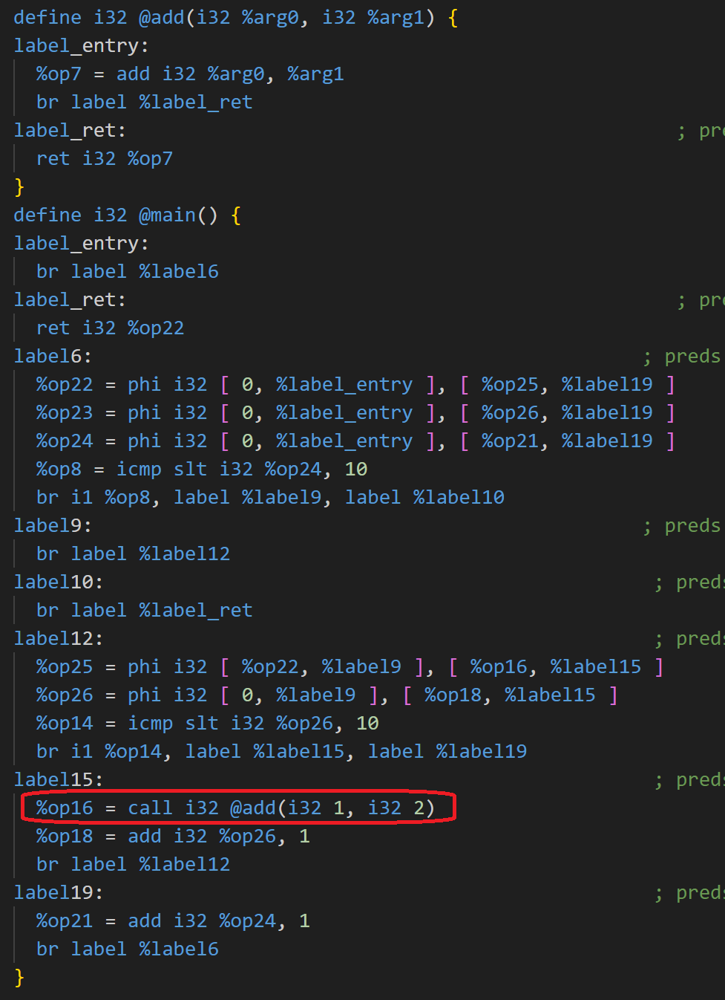 define i32 @add(i32 %arg0, i32 %arg1) {
label_entry:
  %op7 = add i32 %arg0, %arg1
  br label %label_ret
label_ret:                                                ; pre
  ret i32 %op7
}
define i32 @main() {
label_entry:
  br label %label6
label_ret:                                                ; pre
  ret i32 %op22
label6:                                                ; preds
  %op22 = phi i32 [ 0, %label_entry ], [ %op25, %label19 ]
  %op23 = phi i32 [ 0, %label_entry ], [ %op26, %label19 ]
  %op24 = phi i32 [ 0, %label_entry ], [ %op21, %label19 ]
  %op8 = icmp slt i32 %op24, 10
  br i1 %op8, label %label9, label %label10
label9:                                                ; preds
  br label %label12
label10:                                                ; preds
  br label %label_ret
label12:                                                ; preds
  %op25 = phi i32 [ %op22, %label9 ], [ %op16, %label15 ]
  %op26 = phi i32 [ 0, %label9 ], [ %op18, %label15 ]
  %op14 = icmp slt i32 %op26, 10
  br i1 %op14, label %label15, label %label19
label15:                                                ; preds
  %op16 = call i32 @add(i32 1, i32 2)
  %op18 = add i32 %op26, 1
  br label %label12
label19:                                                ; preds
  %op21 = add i32 %op24, 1
  br label %label6
}